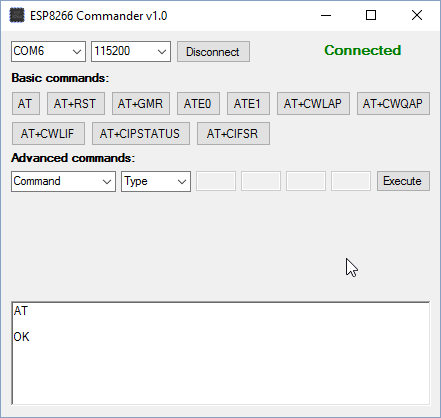 ESP8266 Commander v1.0
COM6 115200 Disconnect Connected
Basic commands:
AT AT+RST AT+GMR ATE0 ATE1 AT+CWLAP AT+CWQAP
AT+CWLIF AT+CIPSTATUS AT+CIFSR
Advanced commands:
Command Type Execute
AT
OK